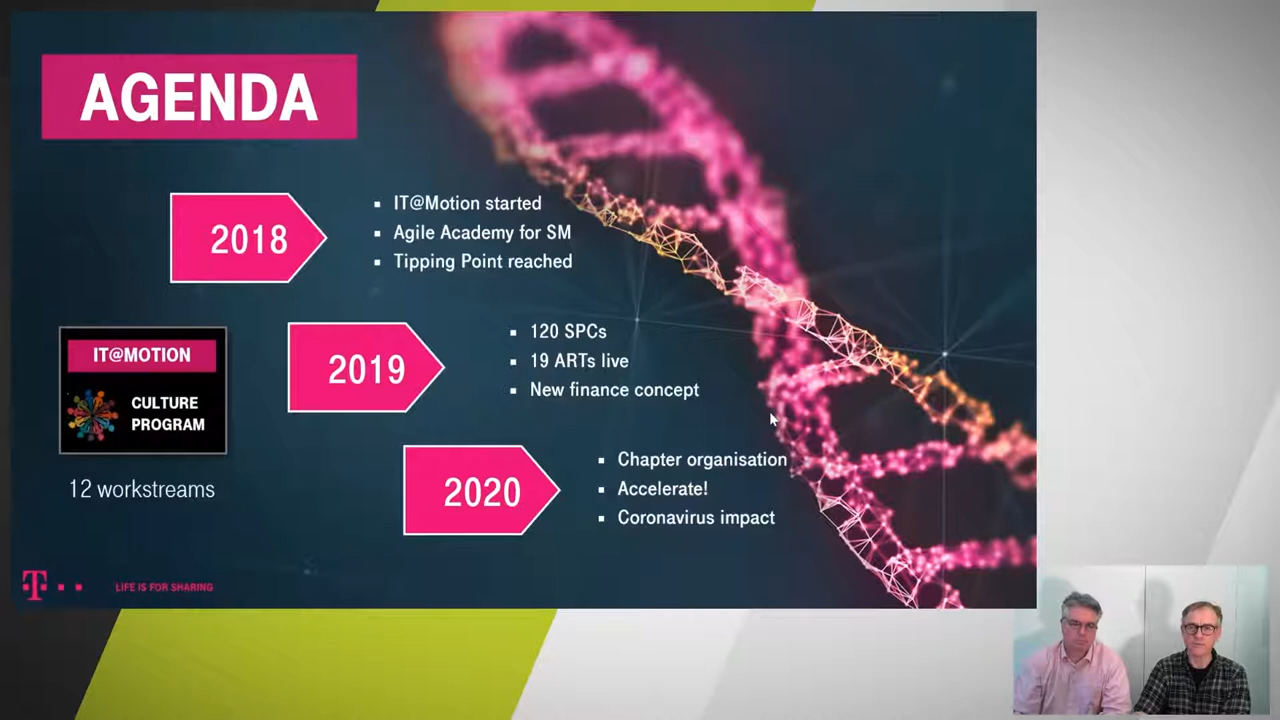 AGENDA
2018
▪ IT@Motion started
▪ Agile Academy for SM
▪ Tipping Point reached
IT@MOTION
CULTURE
PROGRAM
12 workstreams
2019
▪ 120 SPCs
▪ 19 ARTs live
▪ New finance concept
2020
▪ Chapter organisation
▪ Accelerate!
▪ Coronavirus impact
T
LIFE IS FOR SHARING